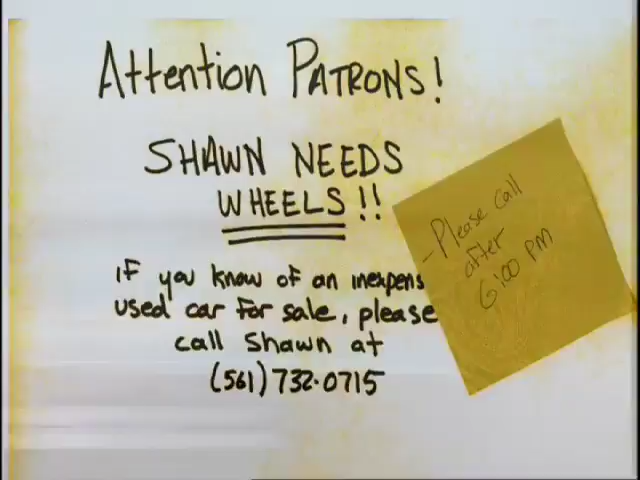 Attention PATRONS!
SHAWN NEEDS
WHEELS!!
IF you know of an inexpens
used car for sale, please
call Shawn at
(561) 732-0715
-Please call
after
6:00 PM